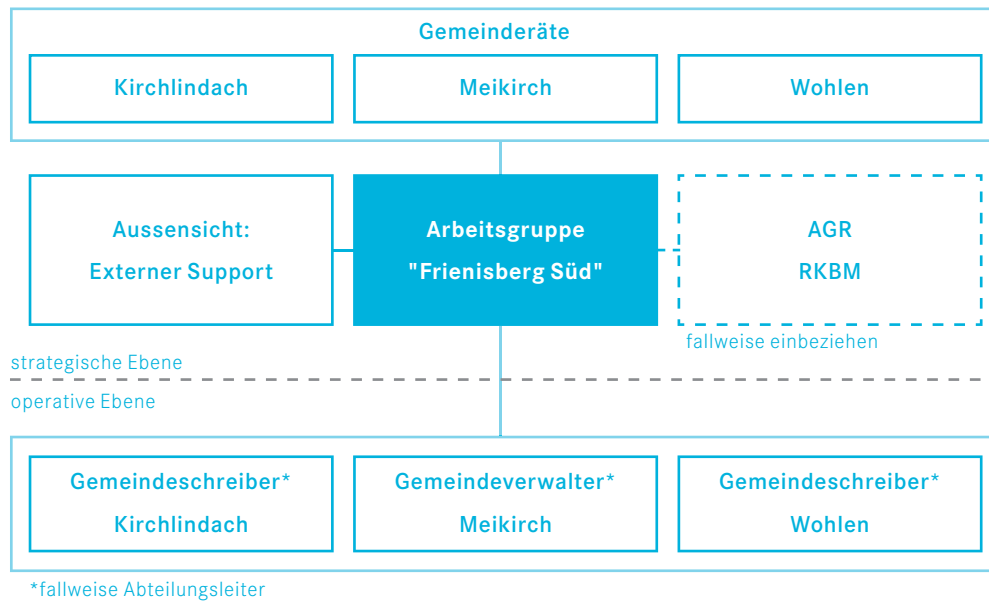 Gemeinderäte
Kirchlindach
Meikirch
Wohlen
Aussensicht:
Externer Support
Arbeitsgruppe
"Frienisberg Süd"
AGR
RKBM
fallweise einbeziehen
strategische Ebene
operative Ebene
Gemeindeschreiber*
Kirchlindach
Gemeindeverwalter*
Meikirch
Gemeindeschreiber*
Wohlen
*fallweise Abteilungsleiter